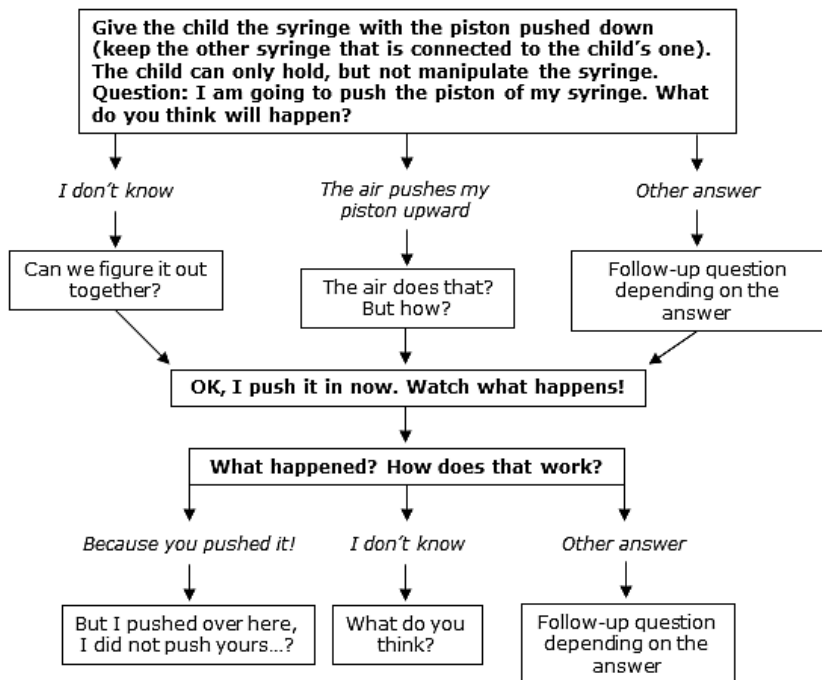 Give the child the syringe with the piston pushed down
(keep the other syringe that is connected to the child's one).
The child can only hold, but not manipulate the syringe.
Question: I am going to push the piston of my syringe. What
do you think will happen?
I don't know
The air pushes my
piston upward
Other answer
Can we figure it out
together?
The air does that?
But how?
Follow-up question
depending on the
answer
OK, I push it in now. Watch what happens!
What happened? How does that work?
Because you pushed it!
I don't know
Other answer
But I pushed over here,
I did not push yours...?
What do you
think?
Follow-up question
depending on the
answer